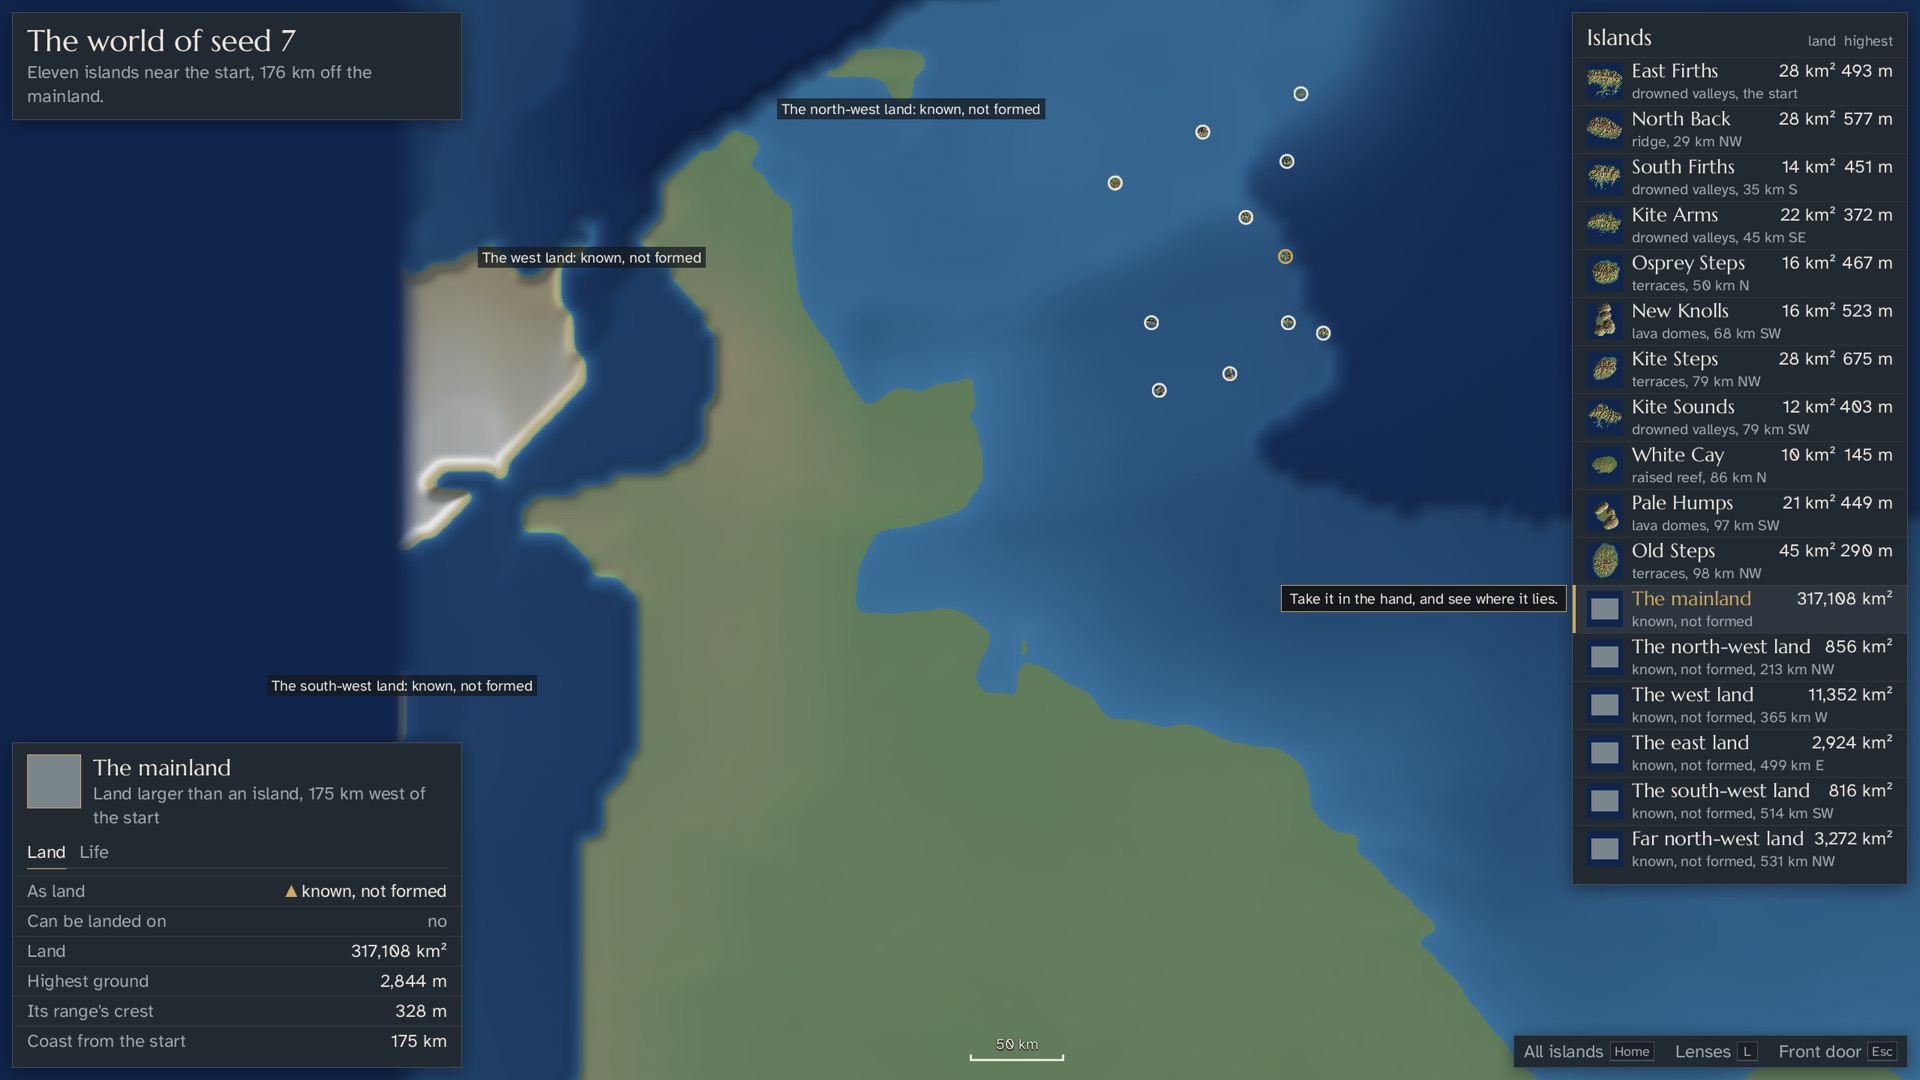 The world of seed 7
Eleven islands near the start, 176 km off the
mainland.
The north-west land: known, not formed
The west land: known, not formed
The south-west land: known, not formed
Take it in the hand, and see where it lies.
50 km
The mainland
Land larger than an island, 175 km west of
the start
Land Life
As land ▲ known, not formed
Can be landed on no
Land 317,108 km²
Highest ground 2,844 m
Its range's crest 328 m
Coast from the start 175 km
Islands land highest
East Firths 28 km² 493 m
drowned valleys, the start
North Back 28 km² 577 m
ridge, 29 km NW
South Firths 14 km² 451 m
drowned valleys, 35 km S
Kite Arms 22 km² 372 m
drowned valleys, 45 km SE
Osprey Steps 16 km² 467 m
terraces, 50 km N
New Knolls 16 km² 523 m
lava domes, 68 km SW
Kite Steps 28 km² 675 m
terraces, 79 km NW
Kite Sounds 12 km² 403 m
drowned valleys, 79 km SW
White Cay 10 km² 145 m
raised reef, 86 km N
Pale Humps 21 km² 449 m
lava domes, 97 km SW
Old Steps 45 km² 290 m
terraces, 98 km NW
The mainland 317,108 km²
known, not formed
The north-west land 856 km²
known, not formed, 213 km NW
The west land 11,352 km²
known, not formed, 365 km W
The east land 2,924 km²
known, not formed, 499 km E
The south-west land 816 km²
known, not formed, 514 km SW
Far north-west land 3,272 km²
known, not formed, 531 km NW
All islands Home Lenses L Front door Esc